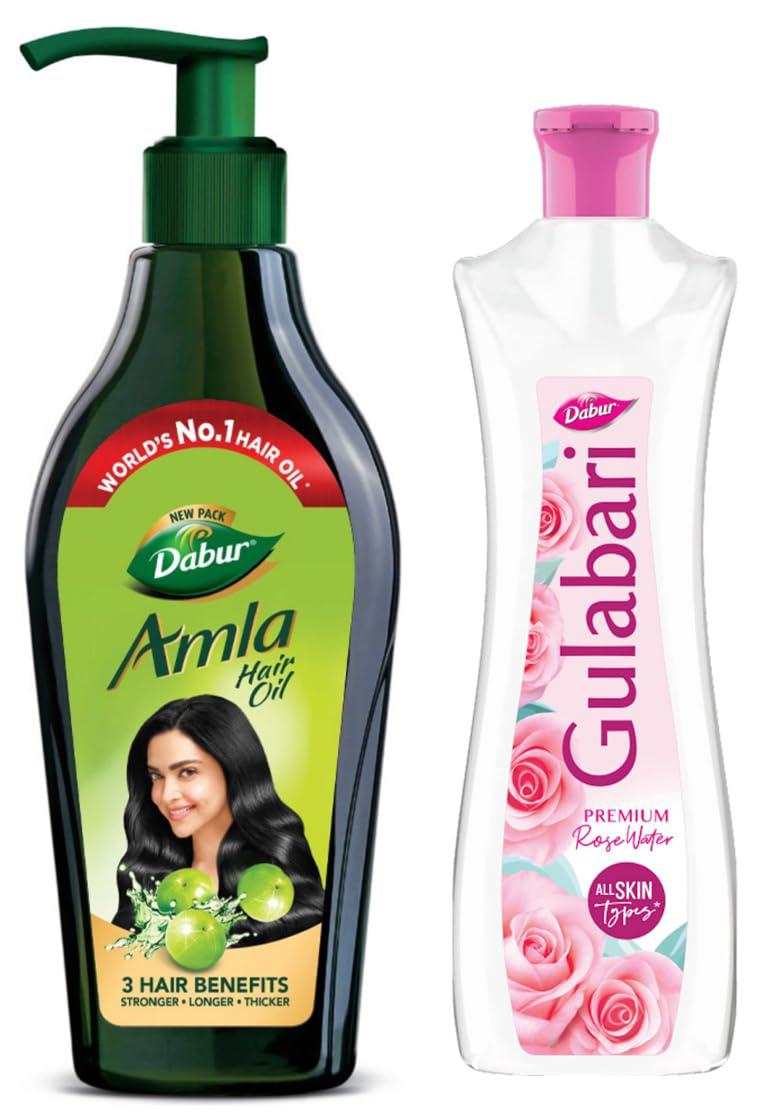 WORLD'S No.1 HAIR OIL*
NEW PACK
Dabur®
Amla
Hair
Oil
3 HAIR BENEFITS
STRONGER • LONGER • THICKER
Dabur
Gulabari
PREMIUM
Rose Water
ALL SKIN
Types*